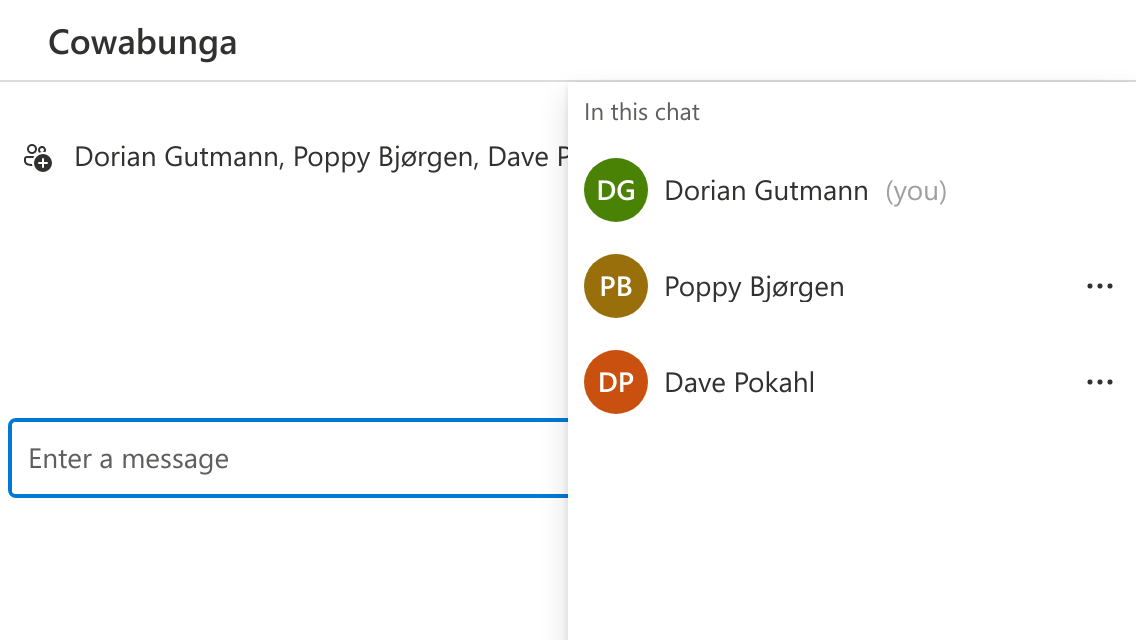 Cowabunga
Dorian Gutmann, Poppy Bjørgen, Dave P
Enter a message
In this chat
DG Dorian Gutmann (you)
PB Poppy Bjørgen
DP Dave Pokahl